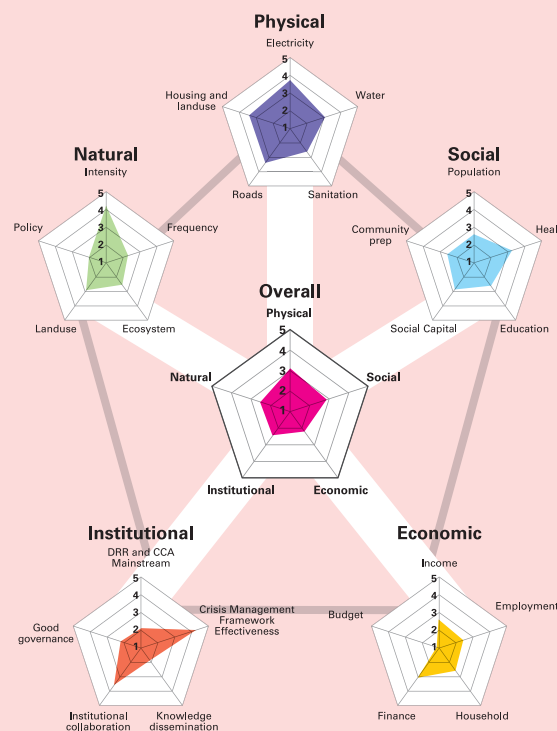 Physical
Electricity
5
4
3
2
1
Housing and
landuse
Water
Roads
Sanitation
Natural
Intensity
5
4
3
2
1
Policy
Frequency
Landuse
Ecosystem
Social
Population
5
4
3
2
1
Community
prep
Social Capital
Education
Overall
Physical
5
4
3
2
1
Natural
Social
Institutional
Economic
Institutional
DRR and CCA
Mainstream
5
4
3
2
1
Good
governance
Crisis Management
Framework
Effectiveness
Institutional
collaboration
Knowledge
dissemination
Economic
Income
5
4
3
2
1
Budget
Employment
Finance
Household